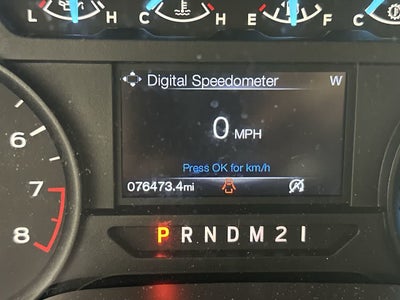 L H C H E F C
Digital Speedometer W
0 MPH
Press OK for km/h
076473.4mi
6
7
8
P R N D M 2 1